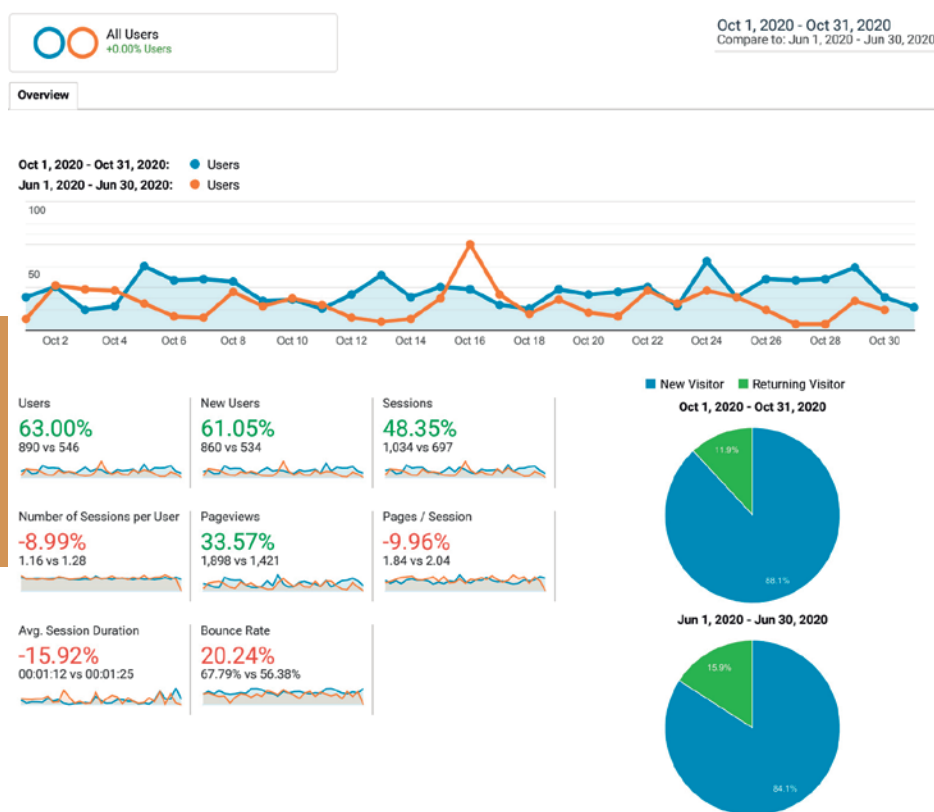 All Users
+0.00% Users
Oct 1, 2020 - Oct 31, 2020
Compare to: Jun 1, 2020 - Jun 30, 2020
Overview
Oct 1, 2020 - Oct 31, 2020: Users
Jun 1, 2020 - Jun 30, 2020: Users
100
50
Oct 2 Oct 4 Oct 6 Oct 8 Oct 10 Oct 12 Oct 14 Oct 16 Oct 18 Oct 20 Oct 22 Oct 24 Oct 26 Oct 28 Oct 30
Users
63.00%
890 vs 546
New Users
61.05%
860 vs 534
Sessions
48.35%
1,034 vs 697
Number of Sessions per User
-8.99%
1.16 vs 1.28
Pageviews
33.57%
1,898 vs 1,421
Pages / Session
-9.96%
1.84 vs 2.04
Avg. Session Duration
-15.92%
00:01:12 vs 00:01:25
Bounce Rate
20.24%
67.79% vs 56.38%
New Visitor Returning Visitor
Oct 1, 2020 - Oct 31, 2020
11.9%
88.1%
Jun 1, 2020 - Jun 30, 2020
15.9%
84.1%